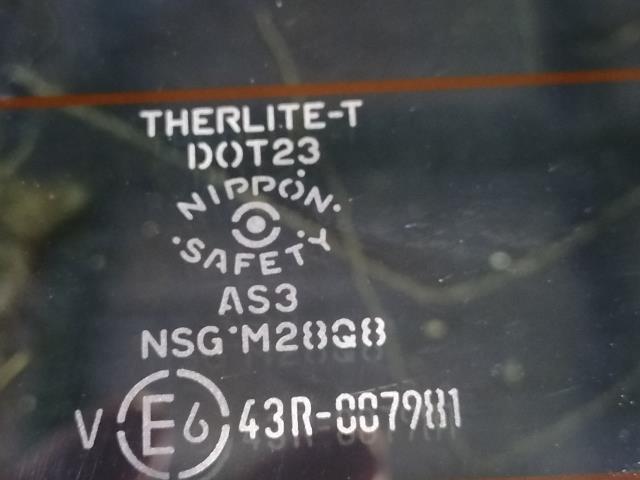 THERLITE-T
DOT23
NIPPON
SAFETY
AS3
NSG M28Q8
V E6 43R-007981